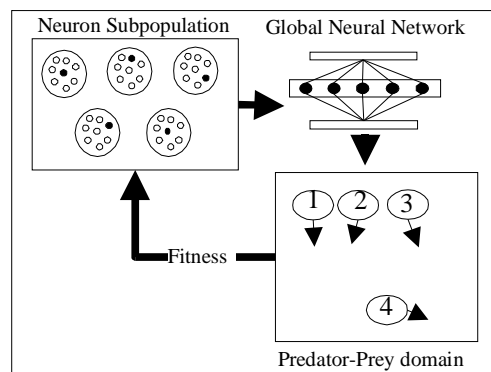 Neuron Subpopulation
Global Neural Network
1 2 3
Fitness
4
Predator-Prey domain